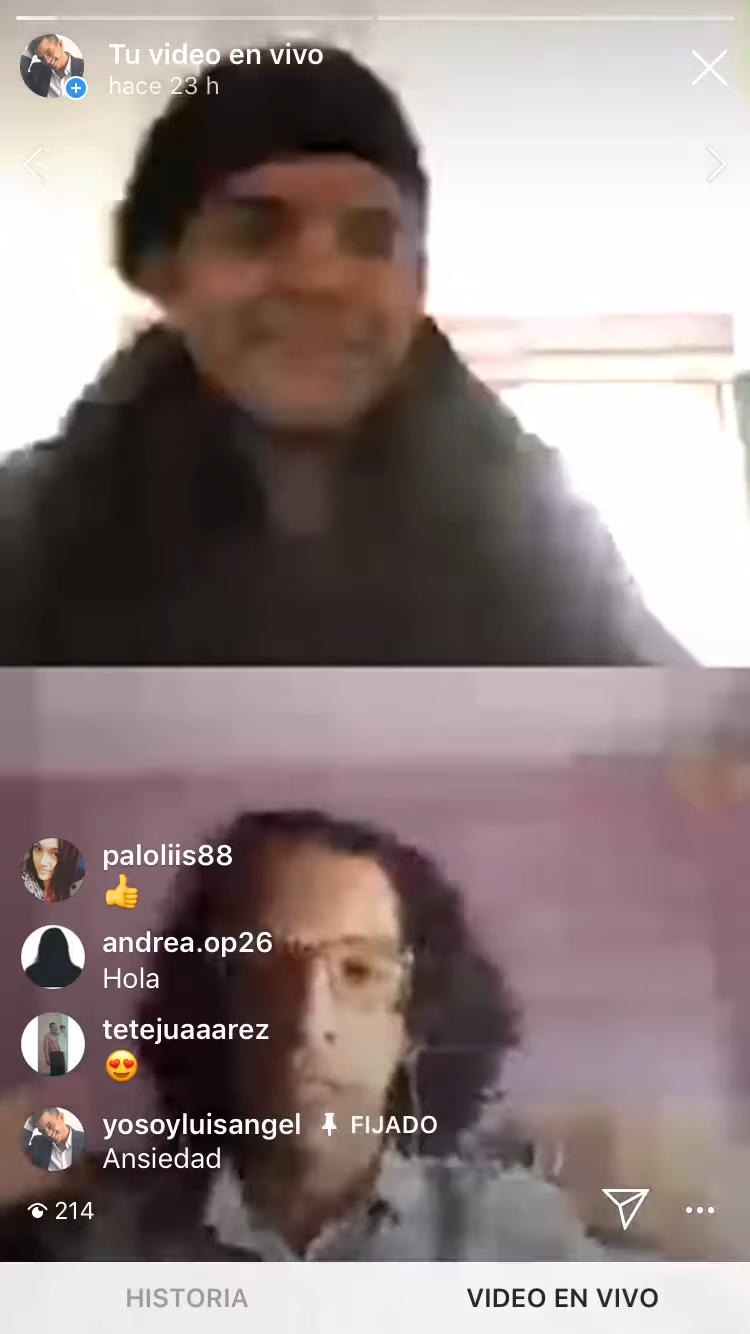 Tu video en vivo
hace 23 h
paloliis88
👍
andrea.op26
Hola
tetejuaaarez
😍
yosoyluisangel FIJADO
Ansiedad
214
HISTORIA VIDEO EN VIVO